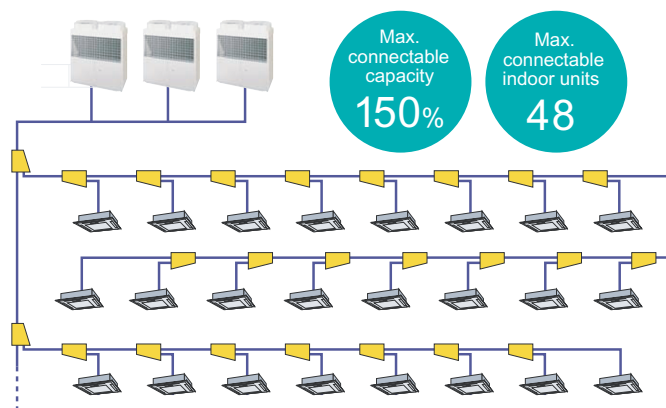 Max.
connectable
capacity
150%
Max.
connectable
indoor units
48